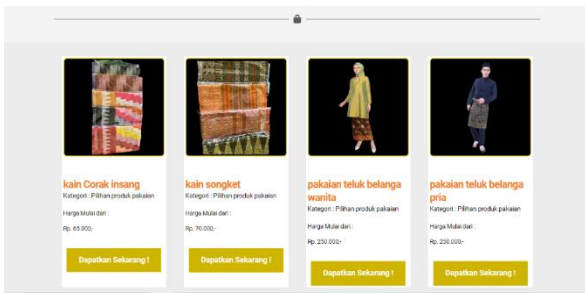 kain Corak insang
Kategori : Pilihan produk pakaian
Harga Mulai dari :
Rp. 65.000,-
Dapatkan Sekarang !
kain songket
Kategori : Pilihan produk pakaian
Harga Mulai dari :
Rp. 70.000,-
Dapatkan Sekarang !
pakaian teluk belanga
wanita
Kategori : Pilihan produk pakaian
Harga Mulai dari :
Rp. 250.000,-
Dapatkan Sekarang !
pakaian teluk belanga
pria
Kategori : Pilihan produk pakaian
Harga Mulai dari :
Rp. 250.000,-
Dapatkan Sekarang !